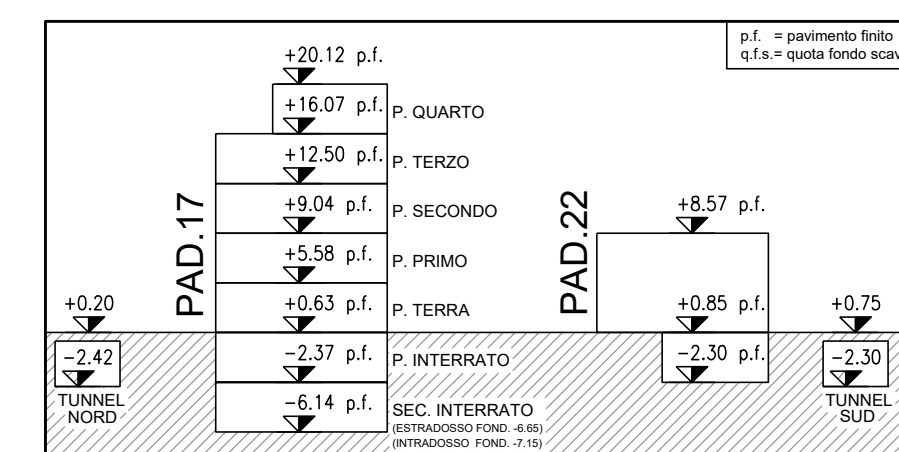 p.f. = pavimento finito
q.f.s.= quota fondo scav
+20.12 p.f.
+16.07 p.f.
P. QUARTO
+12.50 p.f.
P. TERZO
PAD.17
+9.04 p.f.
P. SECONDO
+5.58 p.f.
P. PRIMO
+0.63 p.f.
P. TERRA
-2.37 p.f.
P. INTERRATO
-6.14 p.f.
SEC. INTERRATO
(ESTRADOSSO FOND. -6.65)
(INTRADOSSO FOND. -7.15)
+0.20
-2.42
TUNNEL
NORD
PAD.22
+8.57 p.f.
+0.85 p.f.
-2.30 p.f.
+0.75
-2.30
TUNNEL
SUD